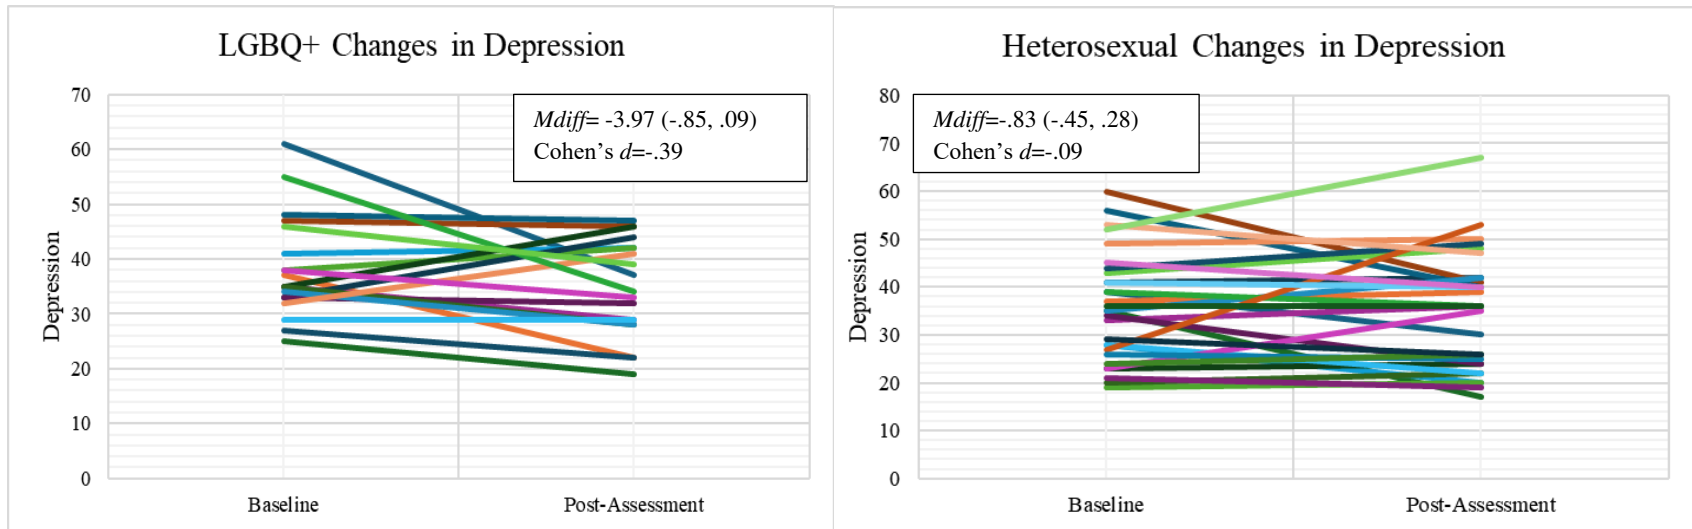 LGBQ+ Changes in Depression
70
60
50
40
30
20
10
0
Depression
Mdiff= -3.97 (-.85, .09)
Cohen's d=-.39
Baseline
Post-Assessment
Heterosexual Changes in Depression
80
70
60
50
40
30
20
10
0
Depression
Mdiff=-.83 (-.45, .28)
Cohen's d=-.09
Baseline
Post-Assessment